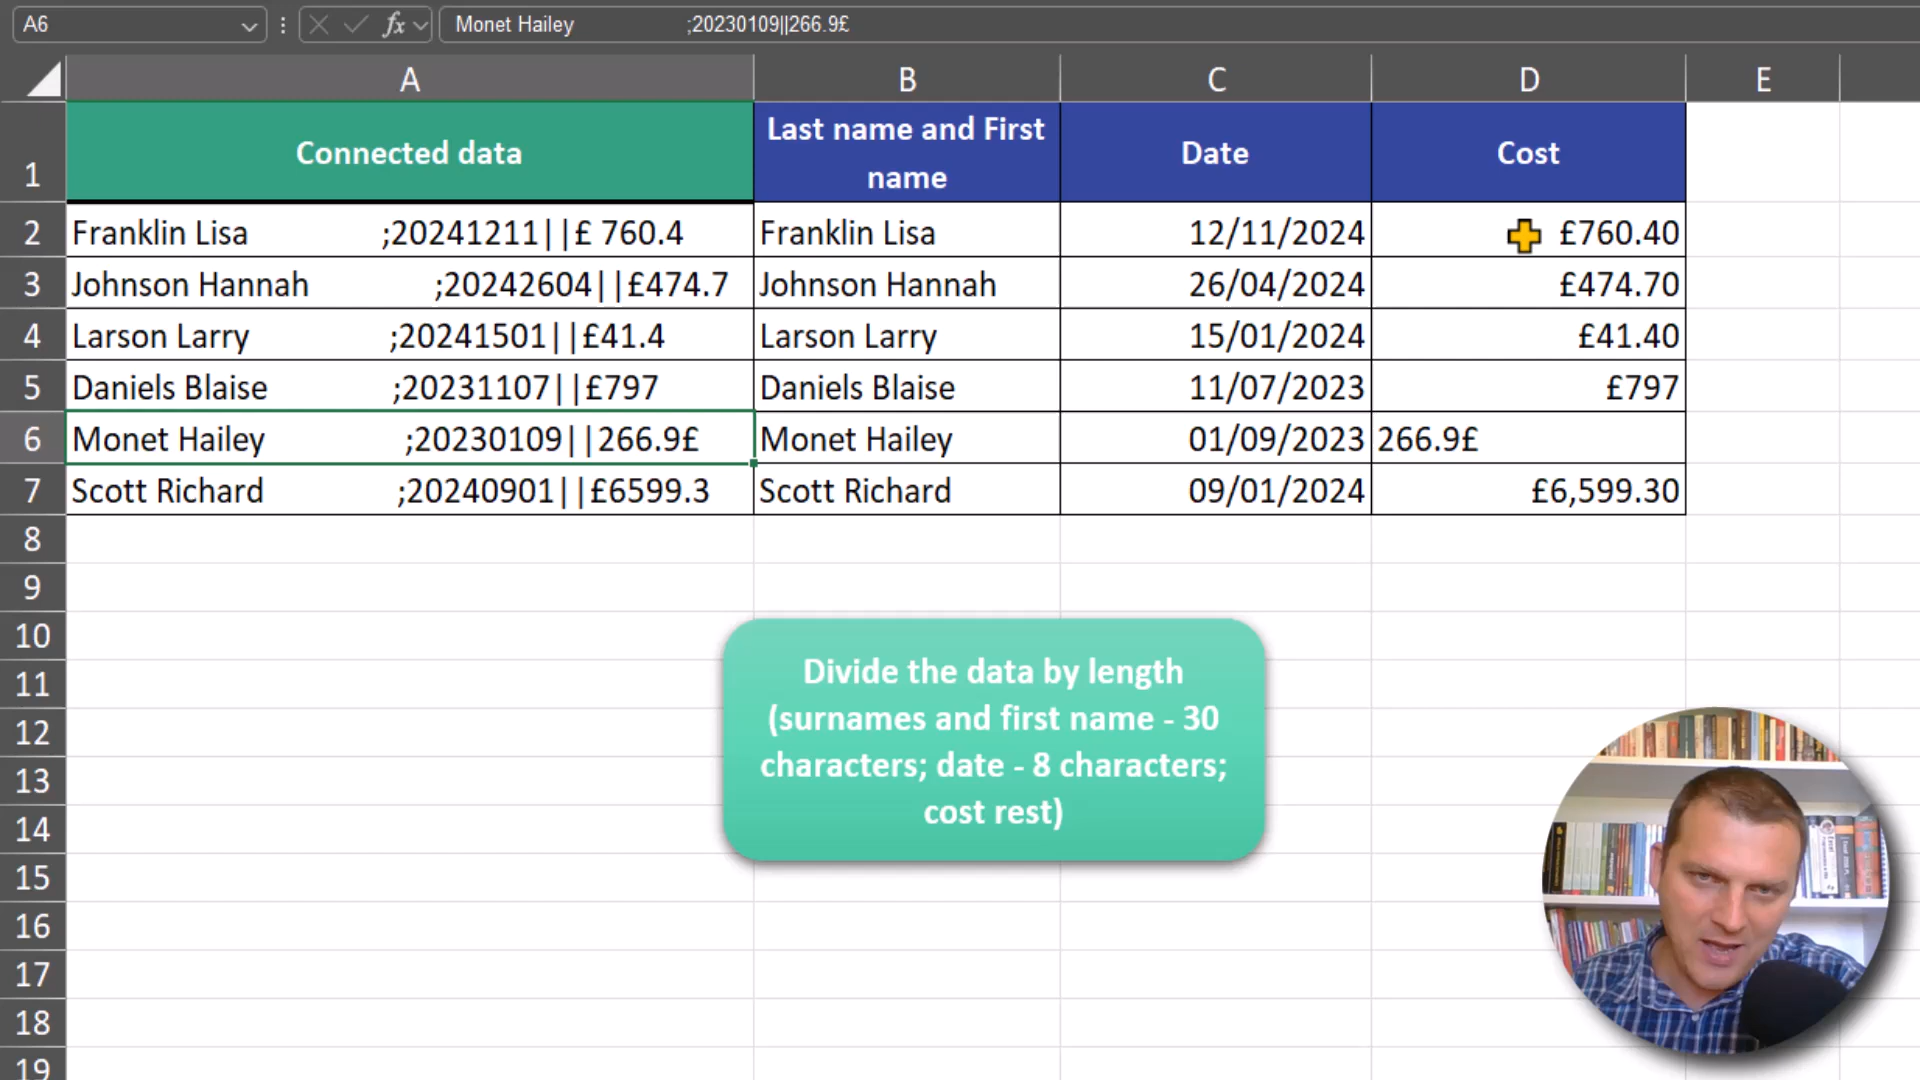 A6 fx Monet Hailey ;20230109||266.9£
A B C D E
1 Connected data Last name and First name Date Cost
2 Franklin Lisa ;20241211||£ 760.4 Franklin Lisa 12/11/2024 £760.40
3 Johnson Hannah ;20242604||£474.7 Johnson Hannah 26/04/2024 £474.70
4 Larson Larry ;20241501||£41.4 Larson Larry 15/01/2024 £41.40
5 Daniels Blaise ;20231107||£797 Daniels Blaise 11/07/2023 £797
6 Monet Hailey ;20230109||266.9£ Monet Hailey 01/09/2023 266.9£
7 Scott Richard ;20240901||£6599.3 Scott Richard 09/01/2024 £6,599.30
8
9
10
11
12
13
14
15
16
17
18
19
Divide the data by length
(surnames and first name - 30
characters; date - 8 characters;
cost rest)